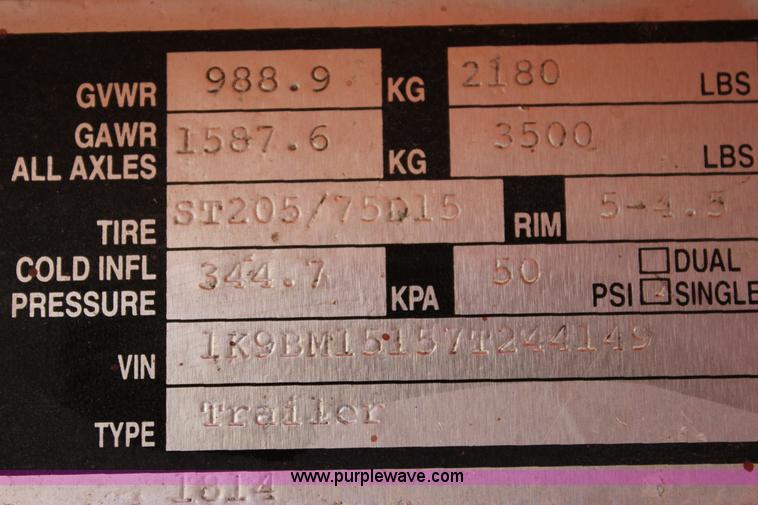 GVWR 988.9 KG 2180 LBS
GAWR
ALL AXLES 1587.6 KG 3500 LBS
TIRE ST205/75D15 RIM 5-4.5
COLD INFL
PRESSURE 344.7 KPA 50 PSI
DUAL
SINGLE
VIN 1K9BM15157T244149
TYPE Trailer
www.purplewave.com
1814